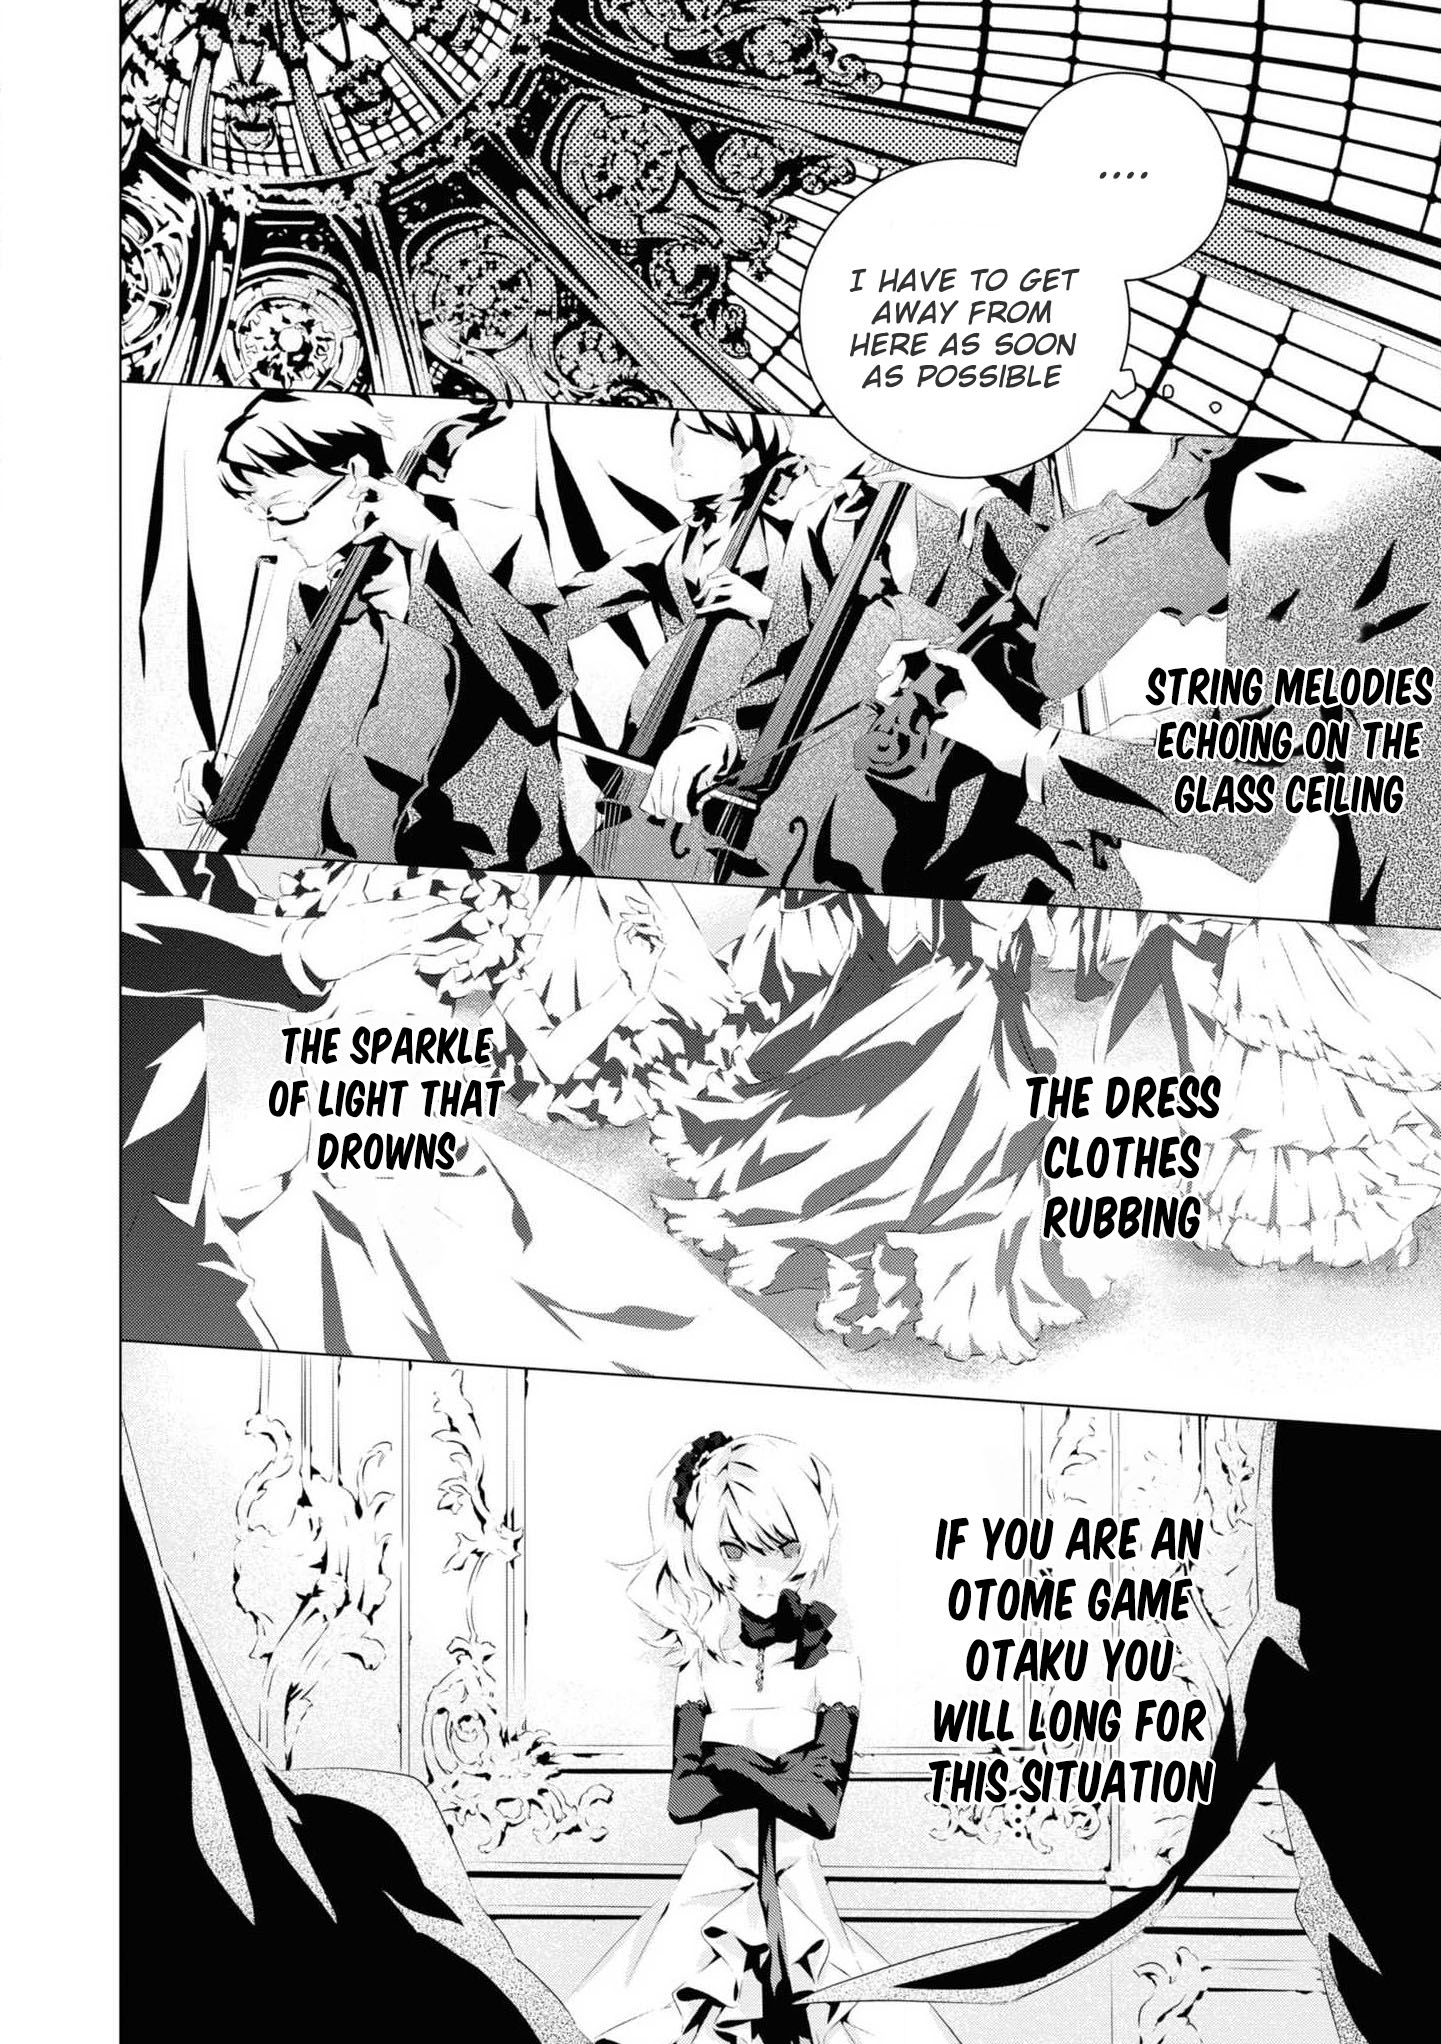 ....
I HAVE TO GET
AWAY FROM
HERE AS SOON
AS POSSIBLE
STRING MELODIES
ECHOING ON THE
GLASS CEILING
THE DRESS
CLOTHES
RUBBING
THE SPARKLE
OF LIGHT THAT
DROWNS
IF YOU ARE AN
OTOME GAME
OTAKU YOU
WILL LONG FOR
THIS SITUATION